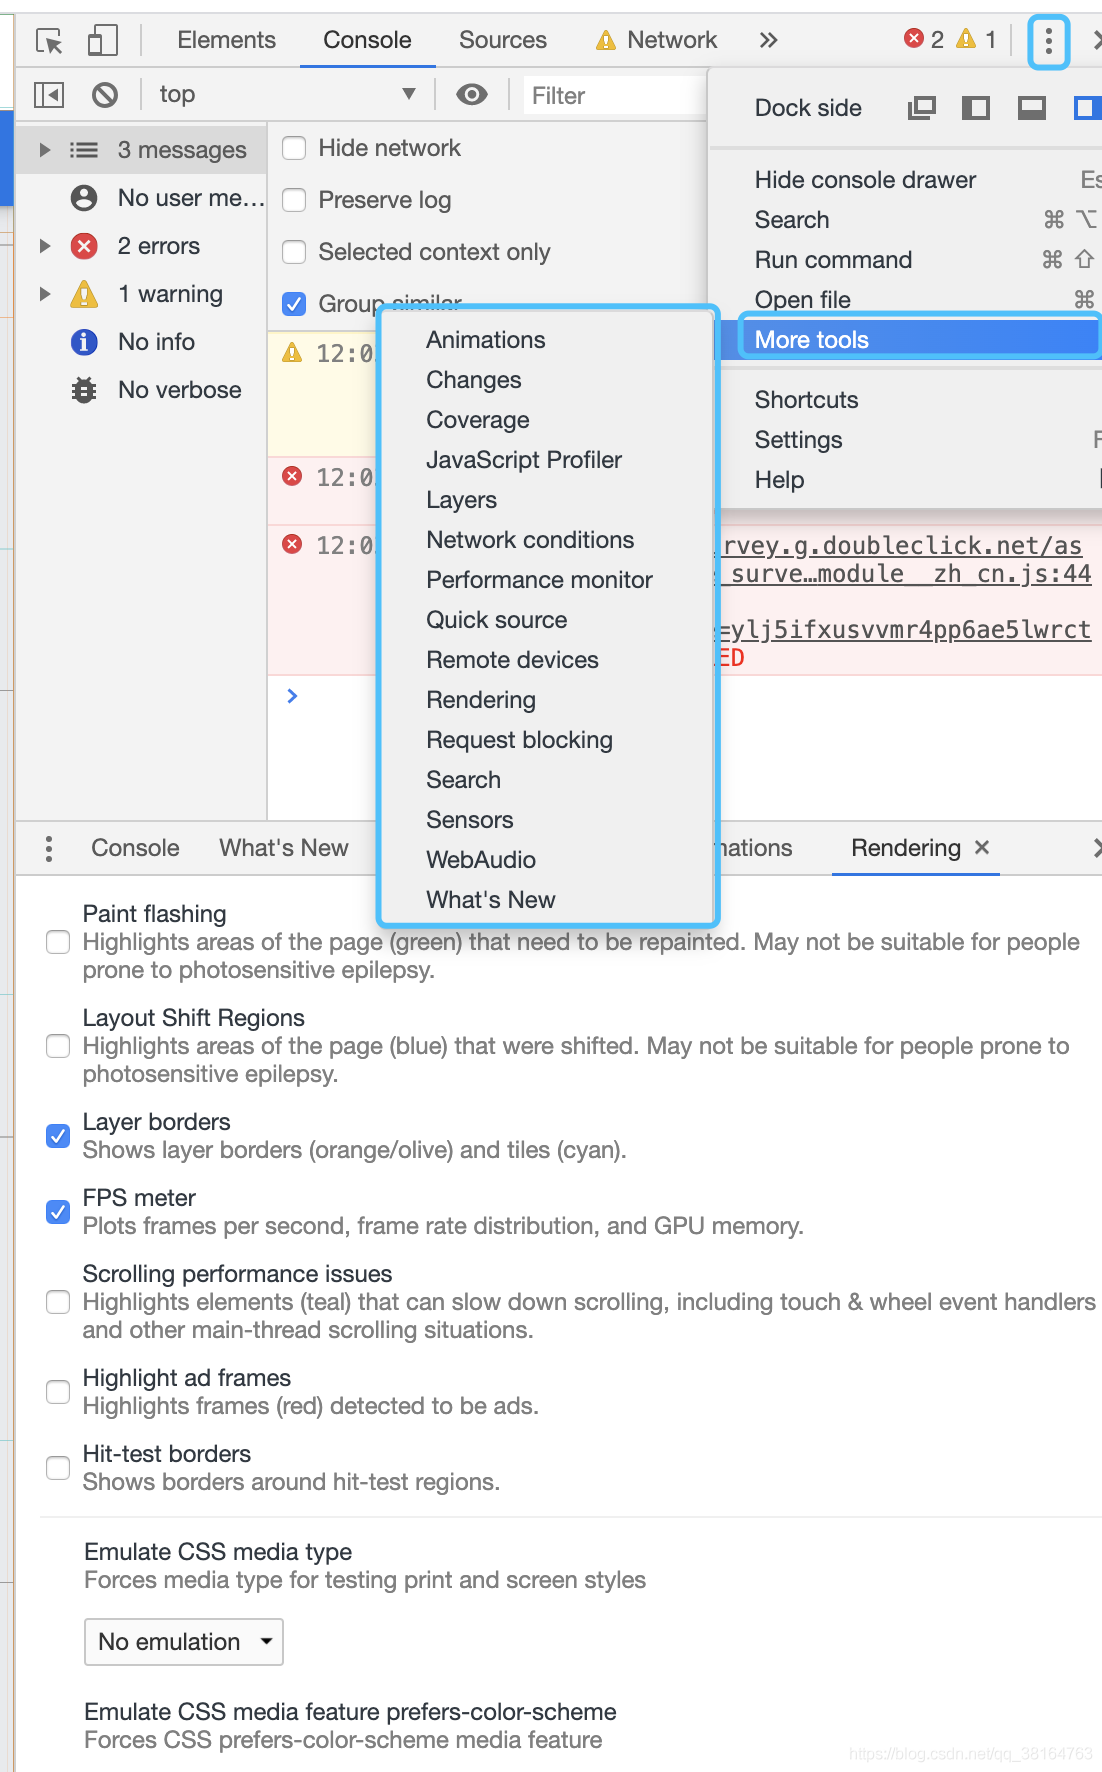 Elements Console Sources Network 2 1
top Filter
Dock side
3 messages
No user me...
2 errors
1 warning
No info
No verbose
Hide network
Preserve log
Selected context only
Group similar
Hide console drawer
Search ⌘ ⌥
Run command ⌘ ⇧
Open file ⌘
More tools
Shortcuts
Settings
Help
12:0
12:0
12:0
rvey.g.doubleclick.net/as
_surve…module__zh_cn.js:44
=ylj5ifxusvvmr4pp6ae5lwrct
ED
Animations
Changes
Coverage
JavaScript Profiler
Layers
Network conditions
Performance monitor
Quick source
Remote devices
Rendering
Request blocking
Search
Sensors
WebAudio
What's New
Console What's New mations Rendering
Paint flashing
Highlights areas of the page (green) that need to be repainted. May not be suitable for people
prone to photosensitive epilepsy.
Layout Shift Regions
Highlights areas of the page (blue) that were shifted. May not be suitable for people prone to
photosensitive epilepsy.
Layer borders
Shows layer borders (orange/olive) and tiles (cyan).
FPS meter
Plots frames per second, frame rate distribution, and GPU memory.
Scrolling performance issues
Highlights elements (teal) that can slow down scrolling, including touch & wheel event handlers
and other main-thread scrolling situations.
Highlight ad frames
Highlights frames (red) detected to be ads.
Hit-test borders
Shows borders around hit-test regions.
Emulate CSS media type
Forces media type for testing print and screen styles
No emulation
Emulate CSS media feature prefers-color-scheme
Forces CSS prefers-color-scheme media feature
https://blog.csdn.net/qq_38164763